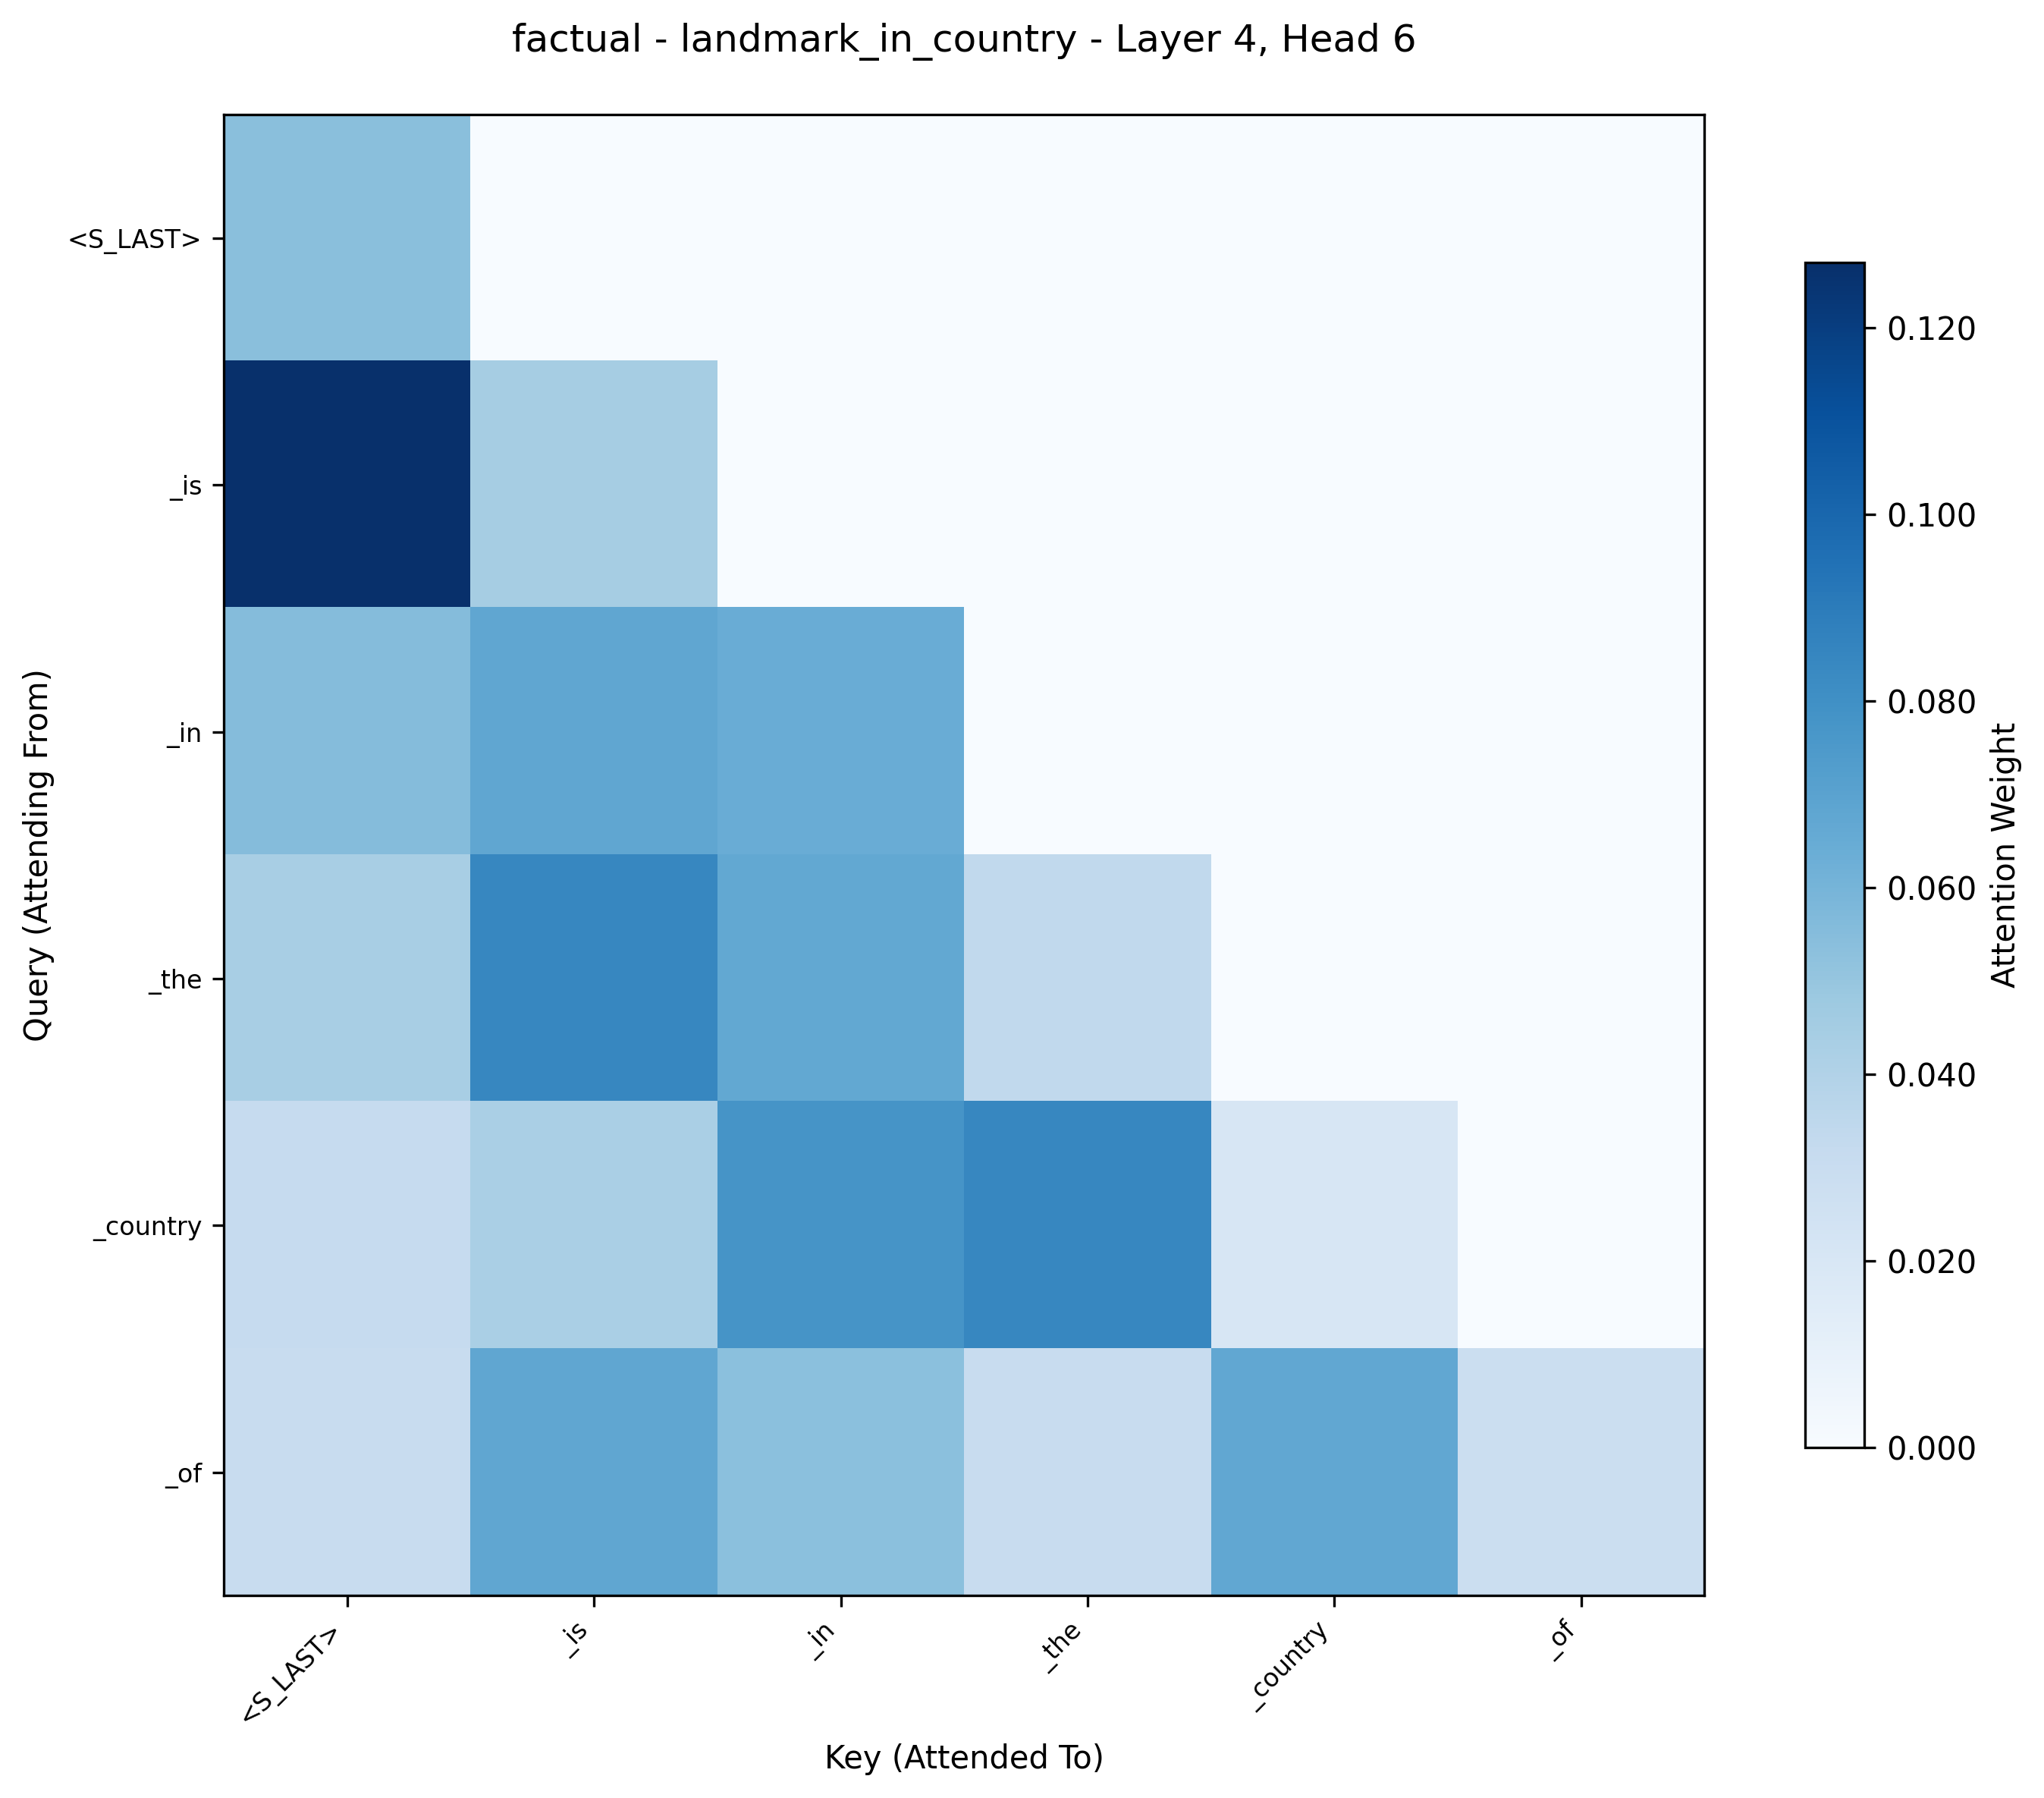 factual - landmark_in_country - Layer 4, Head 6
<S_LAST>
_is
_in
_the
_country
_of
Query (Attending From)
<S_LAST>
_is
_in
_the
_country
_of
Key (Attended To)
0.120
0.100
0.080
0.060
0.040
0.020
0.000
Attention Weight